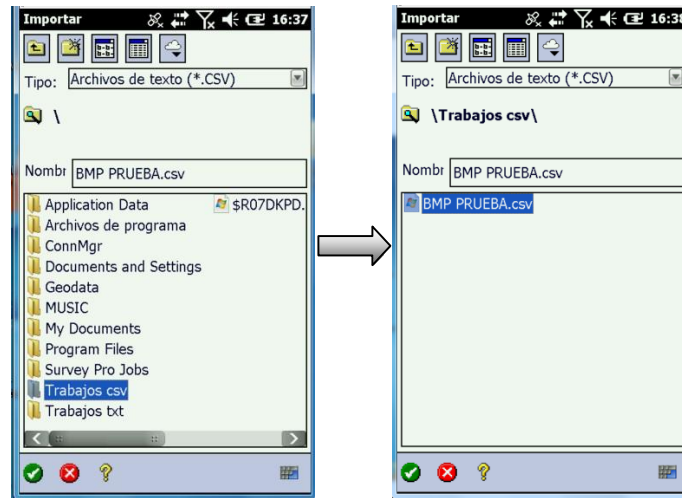 Importar 16:37
Tipo: Archivos de texto (*.CSV)
\
Nombr BMP PRUEBA.csv
Application Data $R07DKPD.
Archivos de programa
ConnMgr
Documents and Settings
Geodata
MUSIC
My Documents
Program Files
Survey Pro Jobs
Trabajos csv
Trabajos txt
Importar 16:38
Tipo: Archivos de texto (*.CSV)
\Trabajos csv\
Nombr BMP PRUEBA.csv
BMP PRUEBA.csv